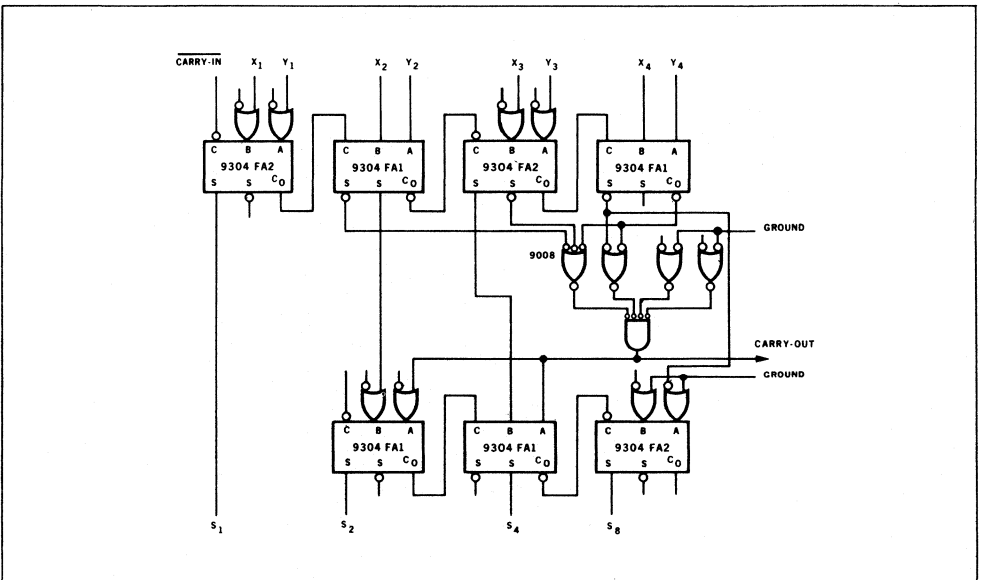 CARRY-IN X1 Y1 X2 Y2 X3 Y3 X4 Y4
C B A C B A C B A C B A
9304 FA2 9304 FA1 9304 FA2 9304 FA1
S S CO S S CO S S CO S S CO
GROUND
9008
CARRY-OUT
GROUND
C B A C B A C B A
9304 FA1 9304 FA1 9304 FA2
S S CO S S CO S S CO
S1 S2 S4 S8